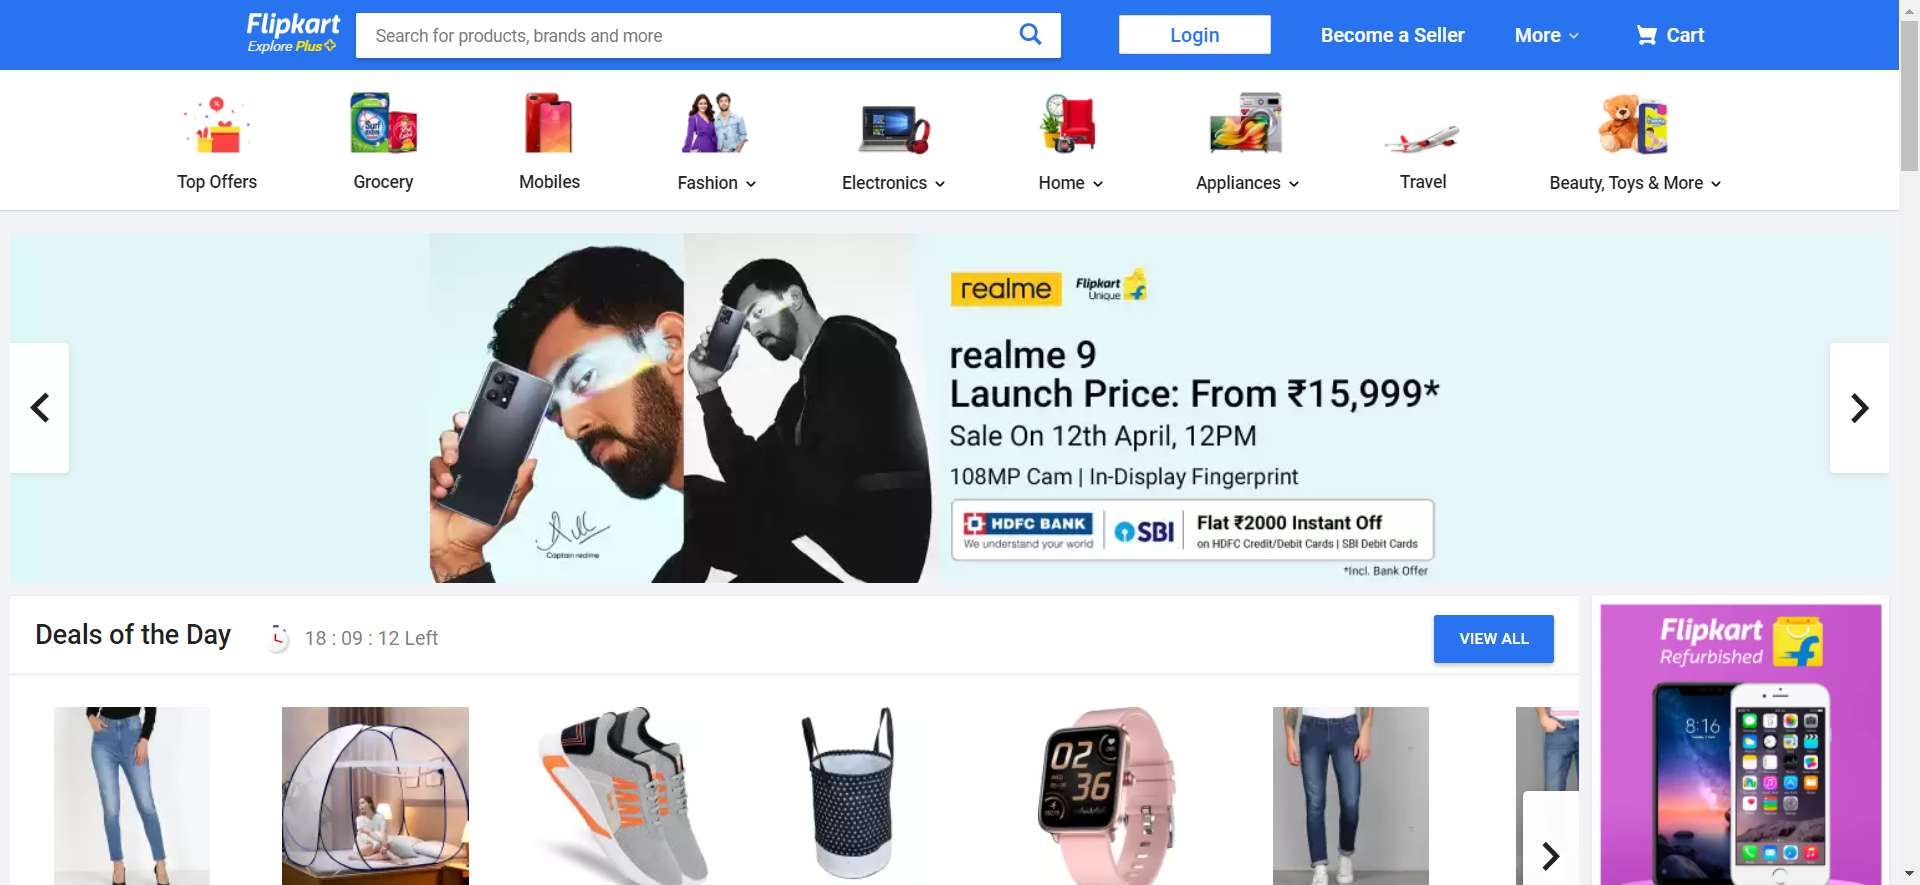 Flipkart
Explore Plus
Search for products, brands and more
Login
Become a Seller
More
Cart
Top Offers
Grocery
Mobiles
Fashion
Electronics
Home
Appliances
Travel
Beauty, Toys & More
realme
Flipkart
Unique
realme 9
Launch Price: From ₹15,999*
Sale On 12th April, 12PM
108MP Cam | In-Display Fingerprint
HDFC BANK
We understand your world
SBI
Flat ₹2000 Instant Off
on HDFC Credit/Debit Cards | SBI Debit Cards
*Incl. Bank Offer
Captain realme
Deals of the Day
18 : 09 : 12 Left
VIEW ALL
Flipkart
Refurbished
8:16
02
36